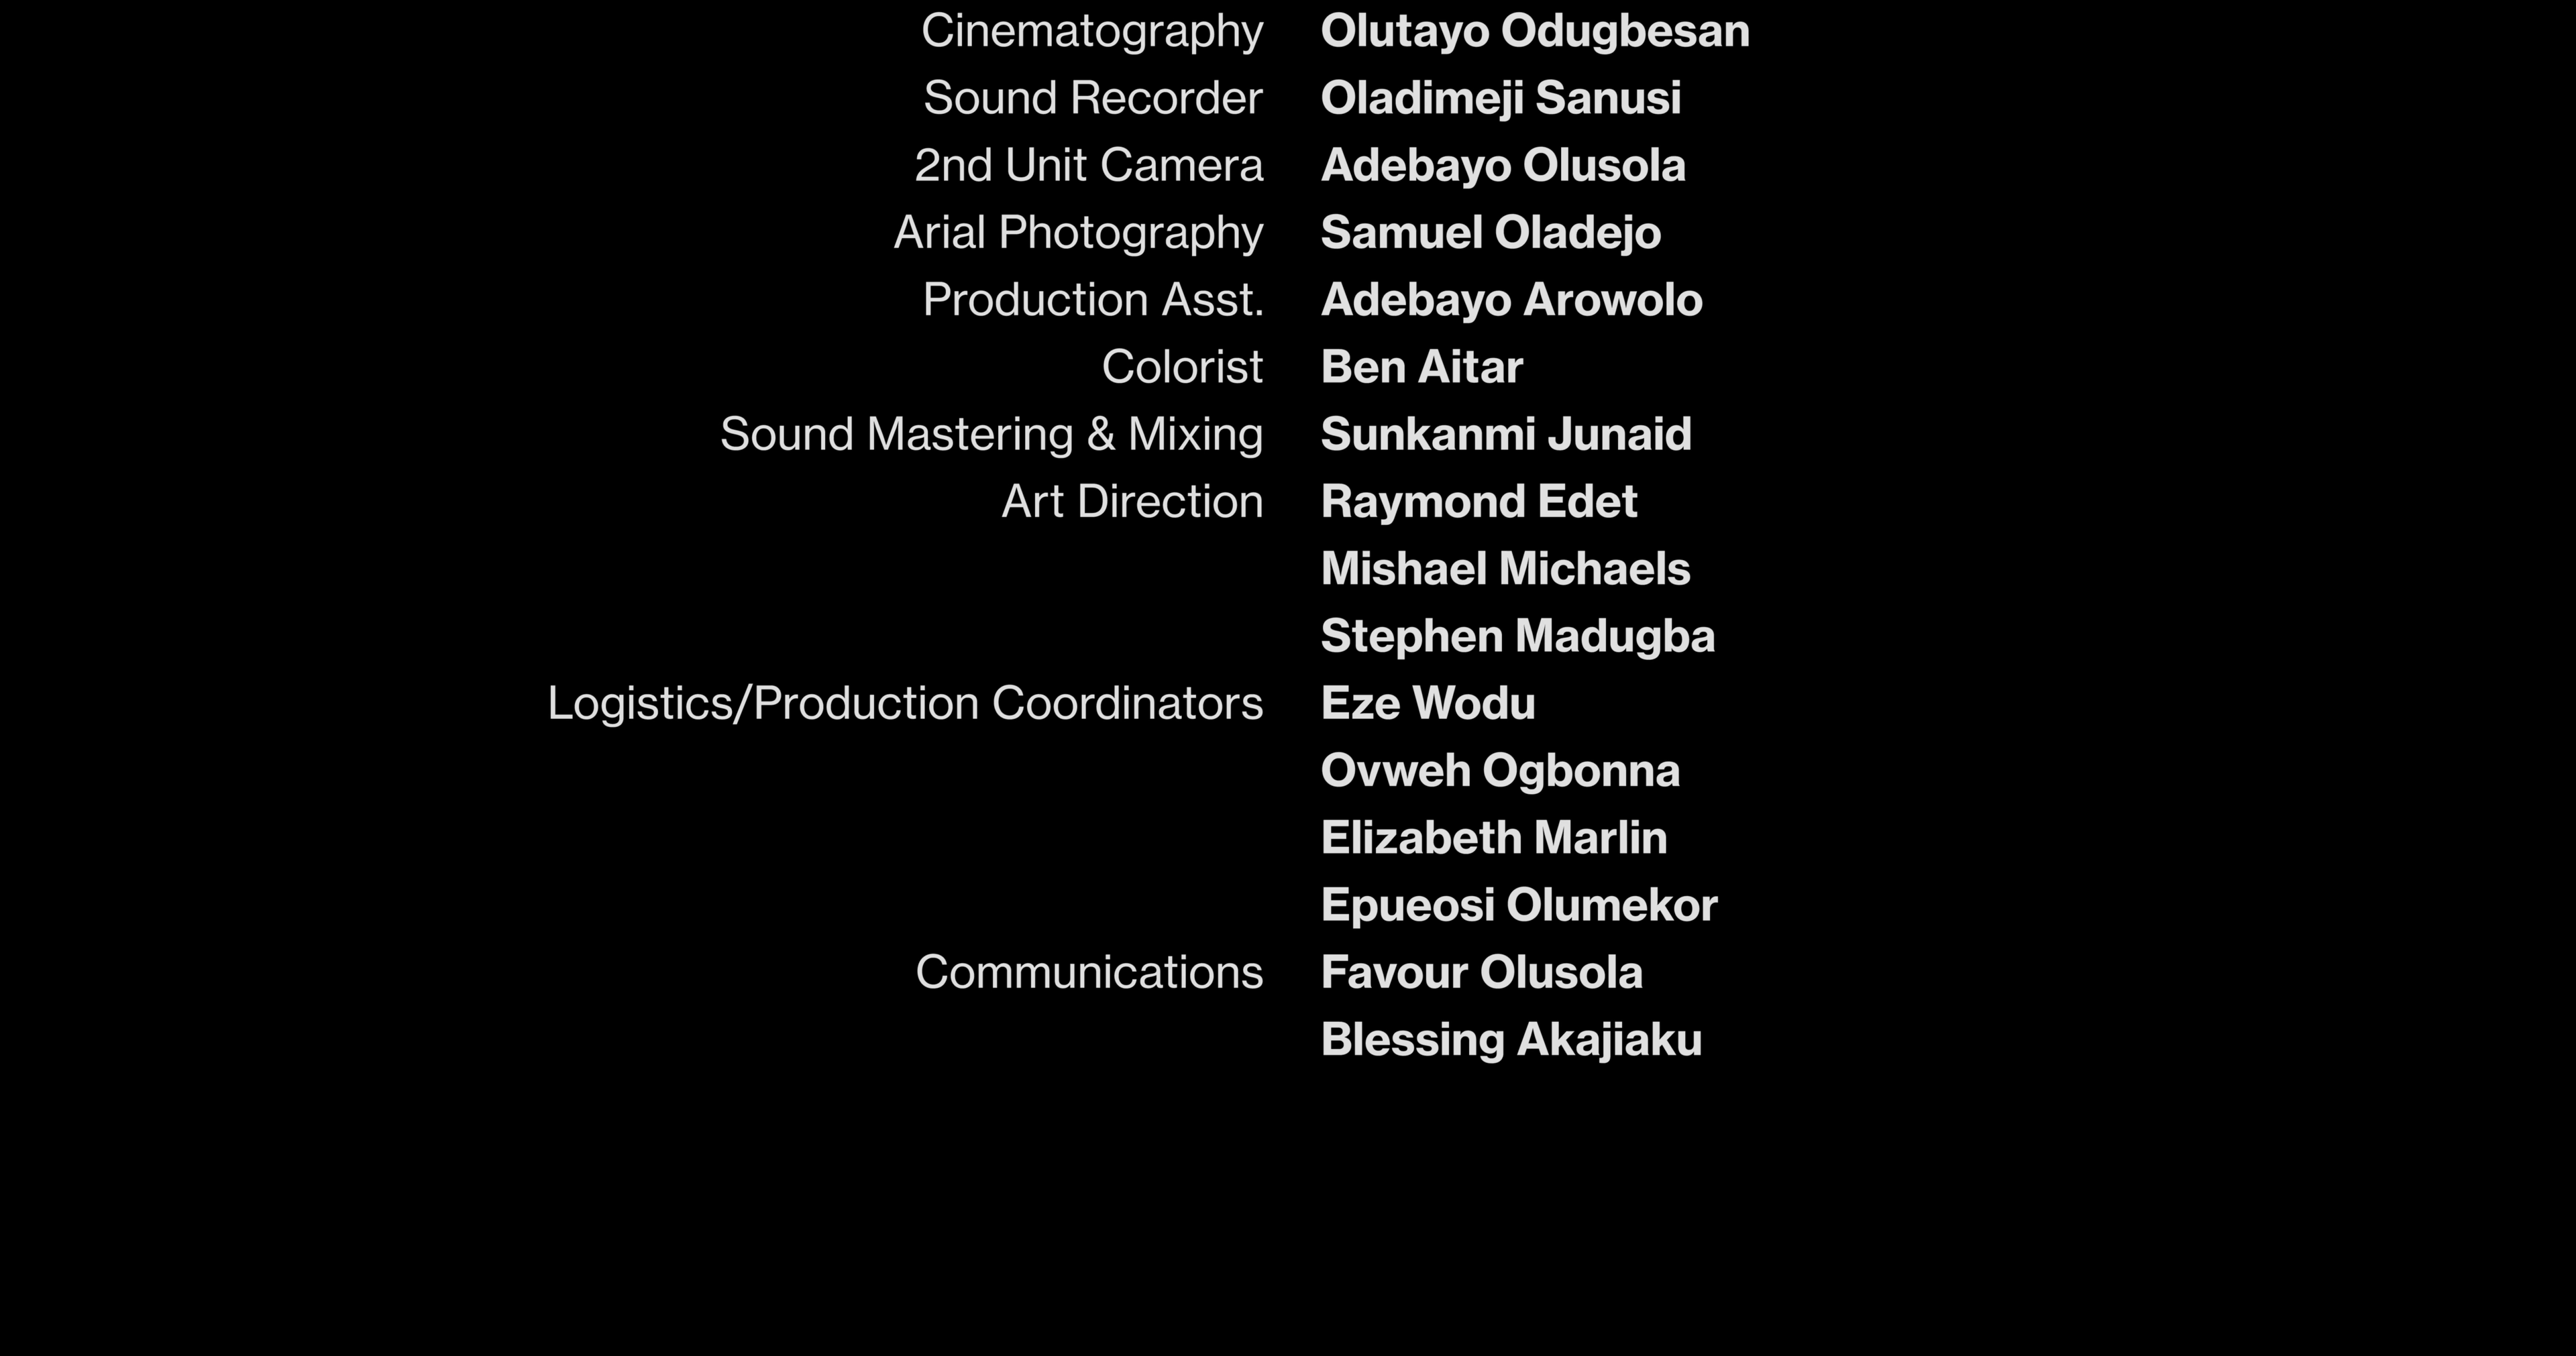 Cinematography Olutayo Odugbesan
Sound Recorder Oladimeji Sanusi
2nd Unit Camera Adebayo Olusola
Arial Photography Samuel Oladejo
Production Asst. Adebayo Arowolo
Colorist Ben Aitar
Sound Mastering & Mixing Sunkanmi Junaid
Art Direction Raymond Edet
Mishael Michaels
Stephen Madugba
Logistics/Production Coordinators Eze Wodu
Ovweh Ogbonna
Elizabeth Marlin
Epueosi Olumekor
Communications Favour Olusola
Blessing Akajiaku